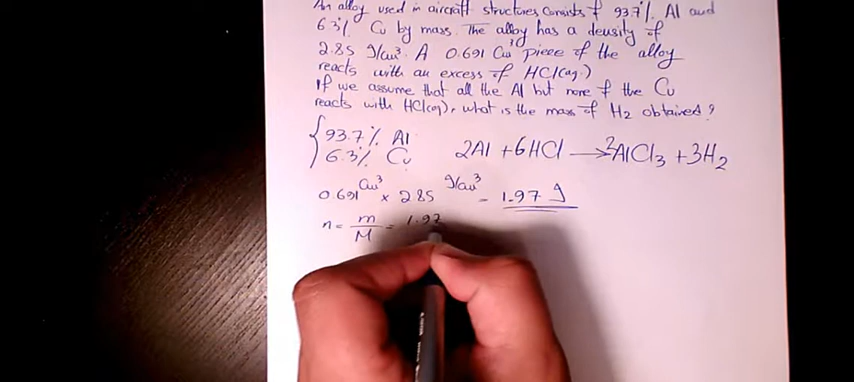 An alloy used in aircraft structures consists of 93.7% Al and
6.3% Cu by mass. The alloy has a density of
2.85 g/cm³. A 0.691 cm³ piece of the alloy
reacts with an excess of HCl(aq.)
If we assume that all the Al but none of the Cu
reacts with HCl(aq), what is the mass of H₂ obtained?
93.7% Al
6.3% Cu
2Al + 6HCl → 2AlCl₃ + 3H₂
0.691 cm³ × 2.85 g/cm³ = 1.97 g
n = m/M = 1.97